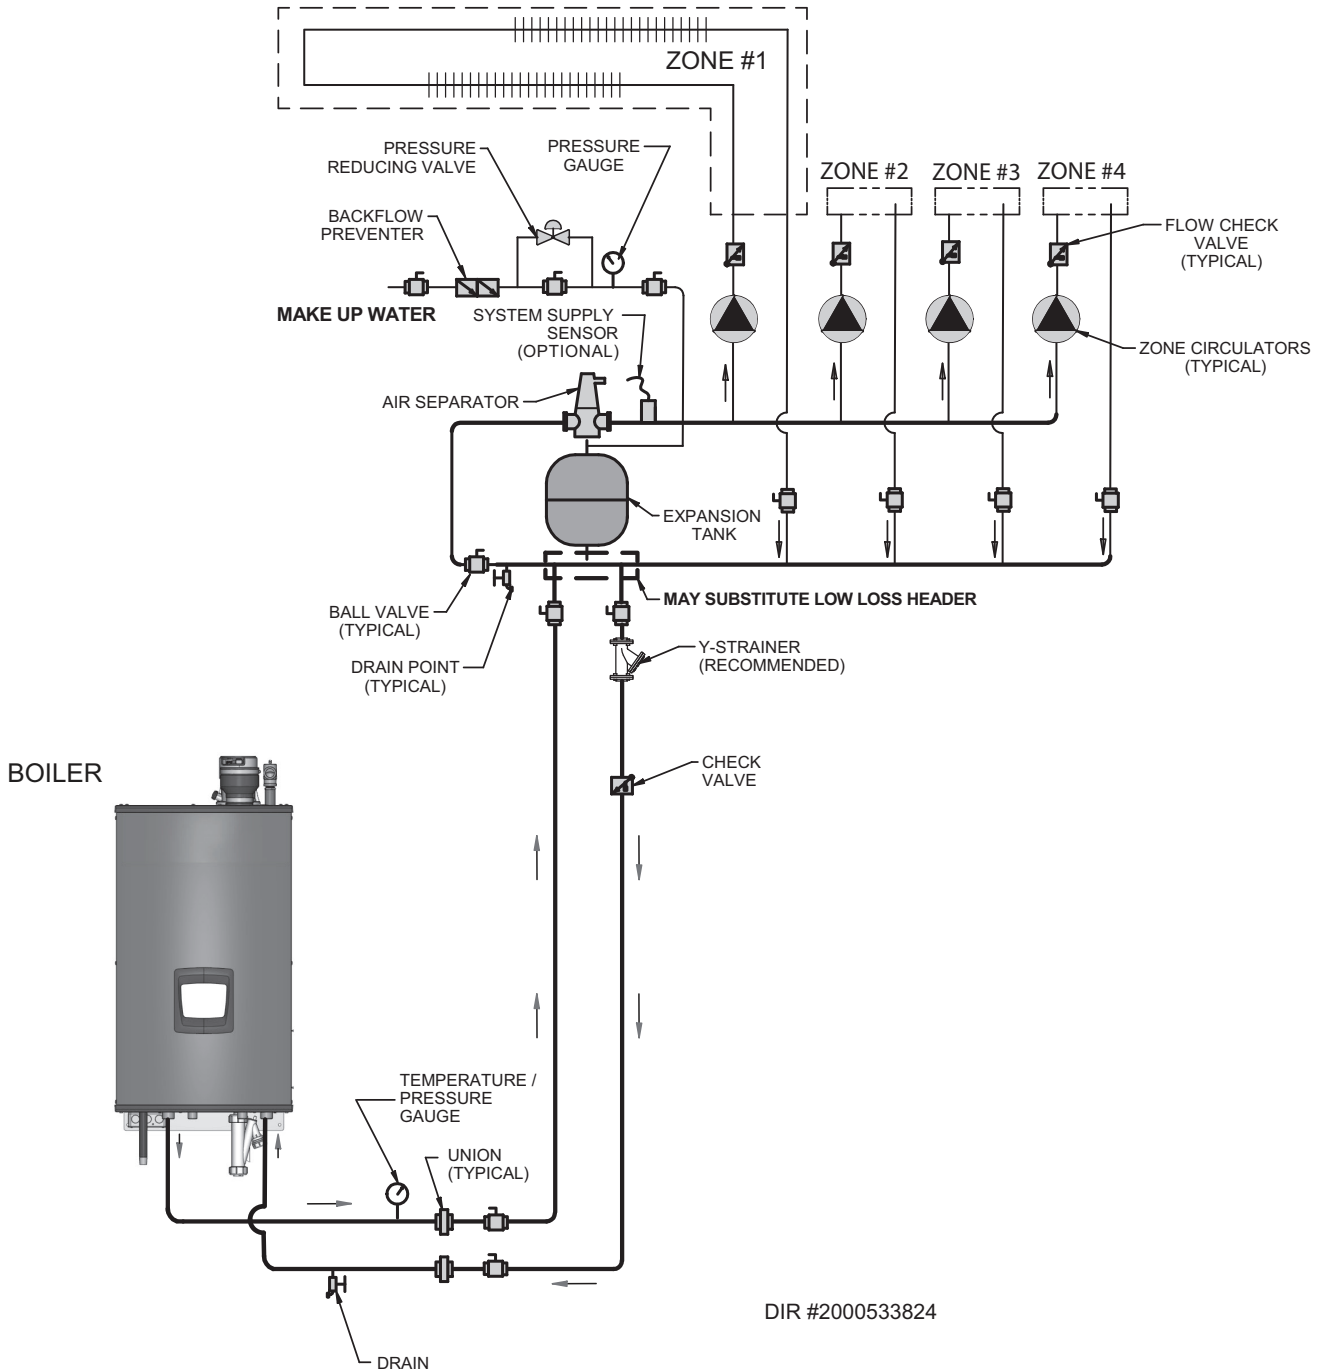 ZONE #1
PRESSURE
REDUCING VALVE
PRESSURE
GAUGE
ZONE #2
ZONE #3
ZONE #4
BACKFLOW
PREVENTER
FLOW CHECK
VALVE
(TYPICAL)
MAKE UP WATER
SYSTEM SUPPLY
SENSOR
(OPTIONAL)
ZONE CIRCULATORS
(TYPICAL)
AIR SEPARATOR
EXPANSION
TANK
BALL VALVE
(TYPICAL)
MAY SUBSTITUTE LOW LOSS HEADER
DRAIN POINT
(TYPICAL)
Y-STRAINER
(RECOMMENDED)
BOILER
CHECK
VALVE
TEMPERATURE /
PRESSURE
GAUGE
UNION
(TYPICAL)
DIR #2000533824
DRAIN